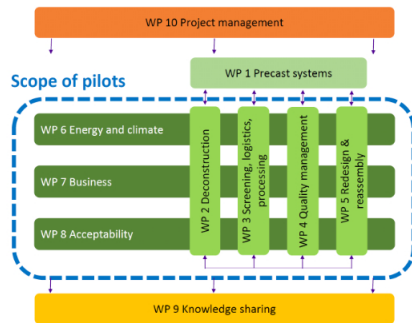 WP 10 Project management
WP 1 Precast systems
Scope of pilots
WP 6 Energy and climate
WP 7 Business
WP 8 Acceptability
WP 2 Deconstruction
WP 3 Screening, logistics,
processing
WP 4 Quality management
WP 5 Redesign &
reassembly
WP 9 Knowledge sharing